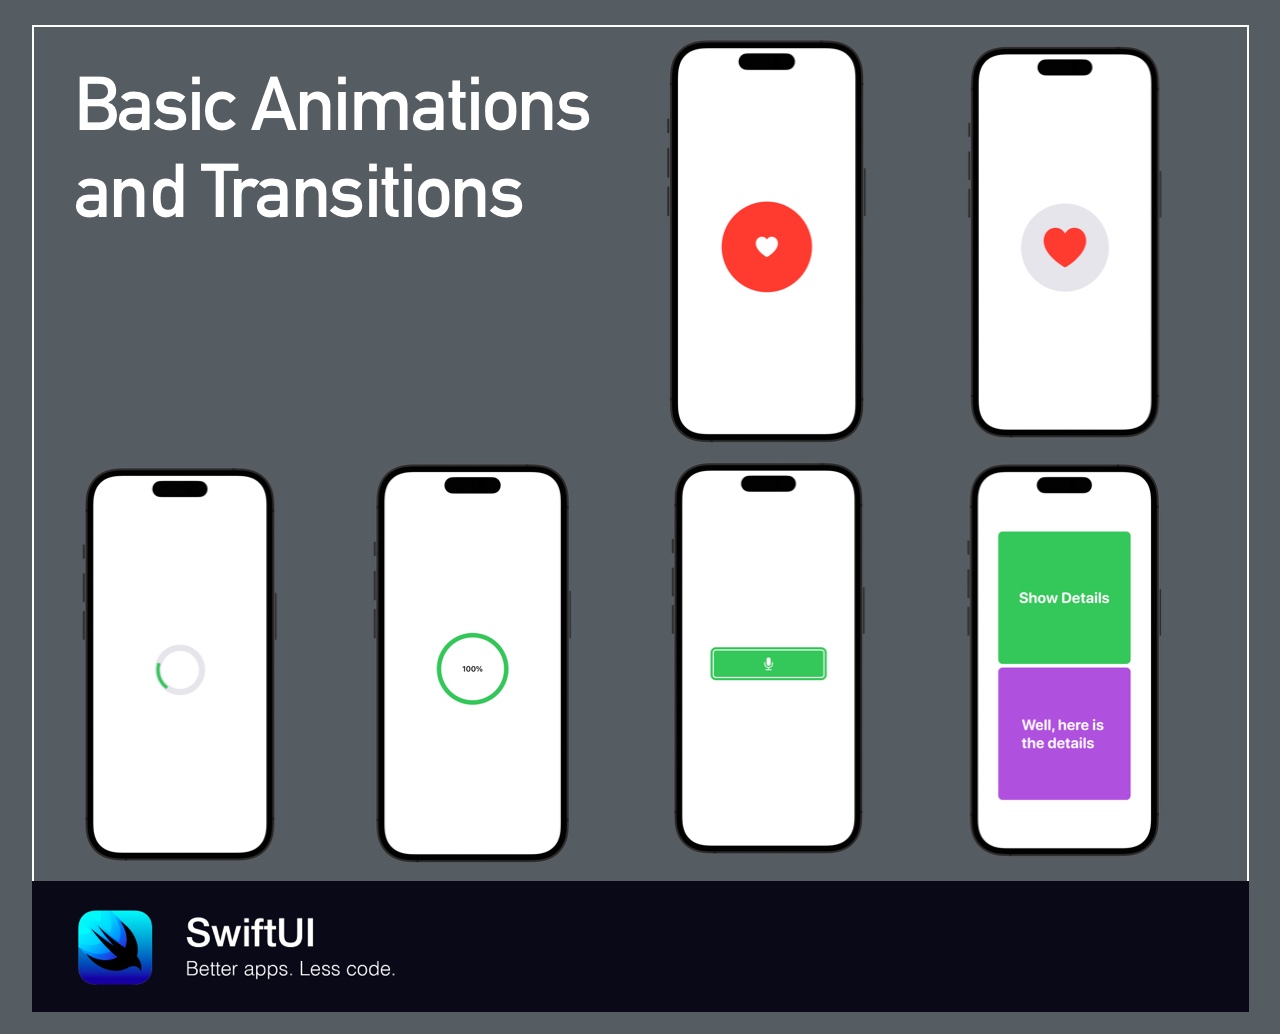 Basic Animations
and Transitions
100%
Show Details
Well, here is
the details
SwiftUI
Better apps. Less code.